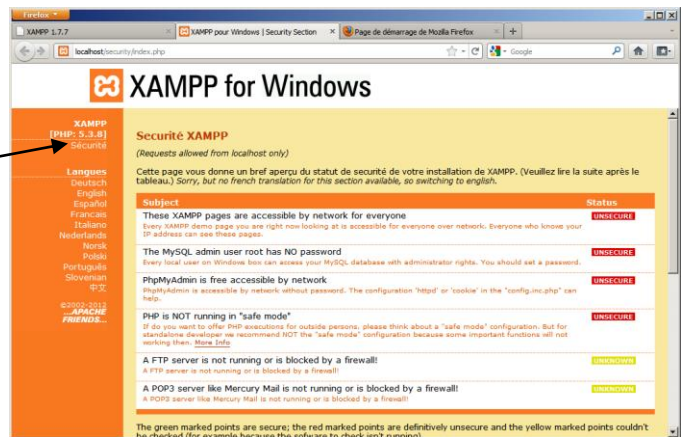 Firefox
XAMPP 1.7.7
XAMPP pour Windows | Security Section
Page de démarrage de Mozilla Firefox
localhost/security/index.php
Google
XAMPP for Windows
XAMPP
[PHP: 5.3.8]
Sécurité
Langues
Deutsch
English
Español
Francais
Italiano
Nederlands
Norsk
Polski
Português
Slovenian
中文
©2002-2012
...APACHE
FRIENDS...
Securité XAMPP
(Requests allowed from localhost only)
Cette page vous donne un bref aperçu du statut de securité de votre installation de XAMPP. (Veuillez lire la suite après le
tableau.) Sorry, but no french translation for this section available, so switching to english.
Subject Status
These XAMPP pages are accessible by network for everyone UNSECURE
Every XAMPP demo page you are right now looking at is accessible for everyone over network. Everyone who knows your
IP address can see these pages.
The MySQL admin user root has NO password UNSECURE
Every local user on Windows box can access your MySQL database with administrator rights. You should set a password.
PhpMyAdmin is free accessible by network UNSECURE
PhpMyAdmin is accessible by network without password. The configuration 'httpd' or 'cookie' in the "config.inc.php" can
help.
PHP is NOT running in "safe mode" UNSECURE
If do you want to offer PHP executions for outside persons, please think about a "safe mode" configuration. But for
standalone developer we recommend NOT the "safe mode" configuration because some important functions will not
working then. More Info
A FTP server is not running or is blocked by a firewall! UNKNOWN
A FTP server is not running or is blocked by a firewall!
A POP3 server like Mercury Mail is not running or is blocked by a firewall! UNKNOWN
A POP3 server like Mercury Mail is not running or is blocked by a firewall!
The green marked points are secure; the red marked points are definitively unsecure and the yellow marked points couldn't
be checked (for example because the sofware to check isn't running).